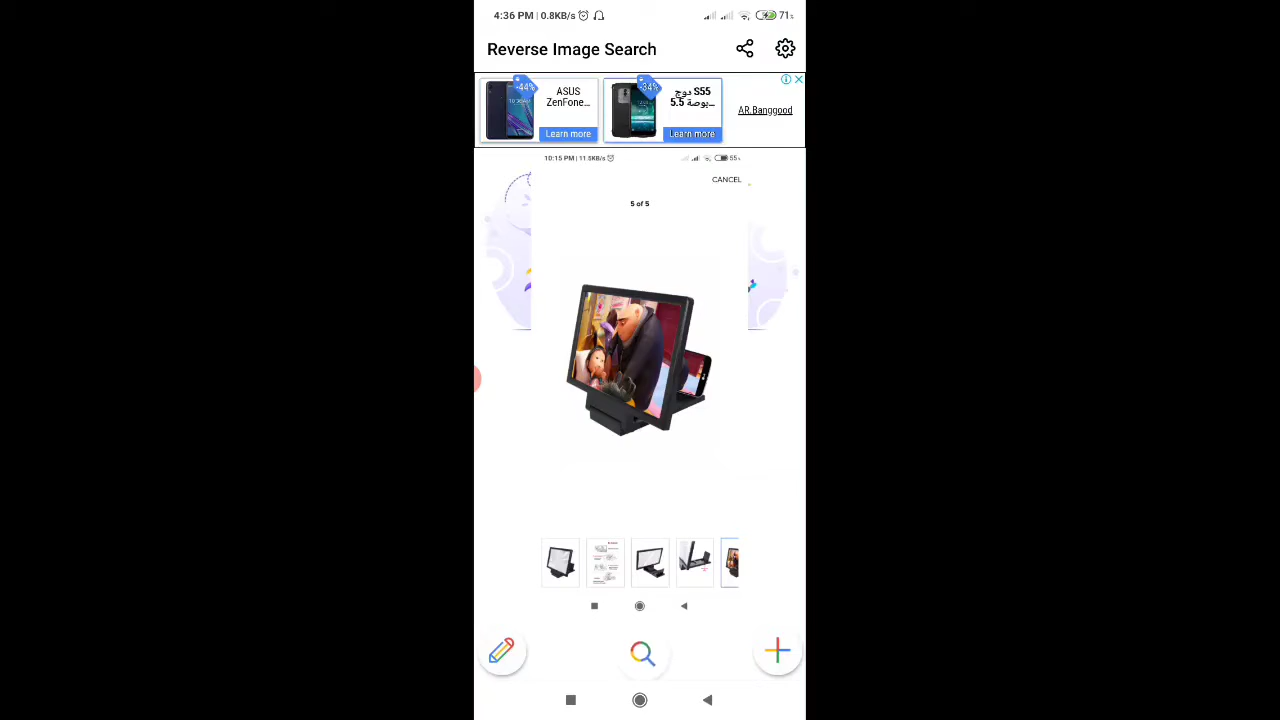 4:36 PM | 0.8KB/s
71%
Reverse Image Search
-44%
ASUS
ZenFone...
Learn more
-34%
دوج S55
5.5 بوصة...
Learn more
AR.Banggood
10:15 PM | 11.5KB/s
55%
CANCEL
5 of 5